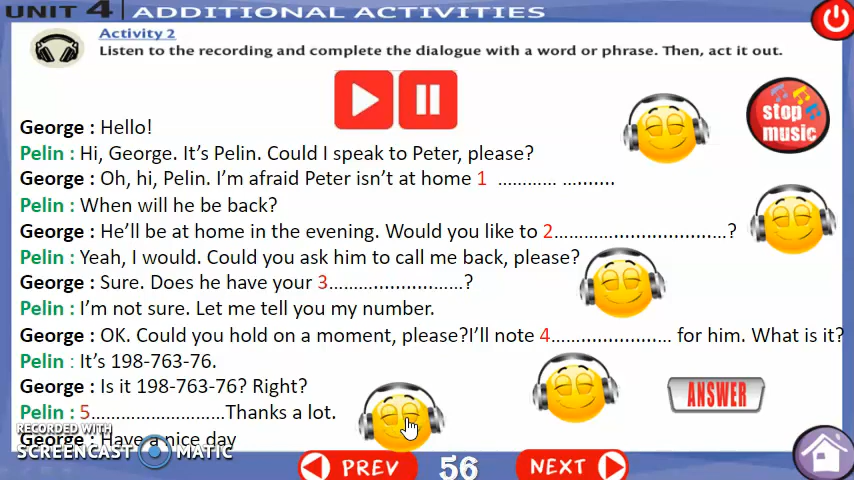 UNIT 4 ADDITIONAL ACTIVITIES
Activity 2
Listen to the recording and complete the dialogue with a word or phrase. Then, act it out.
stop
music
George : Hello!
Pelin : Hi, George. It’s Pelin. Could I speak to Peter, please?
George : Oh, hi, Pelin. I’m afraid Peter isn’t at home 1 ............ ..........
Pelin : When will he be back?
George : He’ll be at home in the evening. Would you like to 2.................................?
Pelin : Yeah, I would. Could you ask him to call me back, please?
George : Sure. Does he have your 3..........................?
Pelin : I’m not sure. Let me tell you my number.
George : OK. Could you hold on a moment, please?I’ll note 4......................... for him. What is it?
Pelin : It’s 198-763-76.
George : Is it 198-763-76? Right?
Pelin : 5..........................Thanks a lot.
George : Have a nice day
ANSWER
RECORDED WITH
SCREENCAST MATIC
PREV 56 NEXT